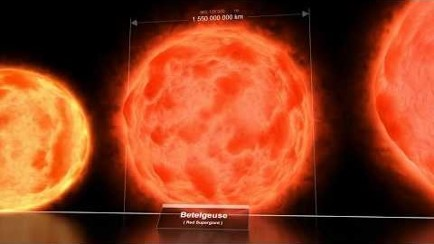 1 550 000 000 km
Betelgeuse
( Red Supergiant )